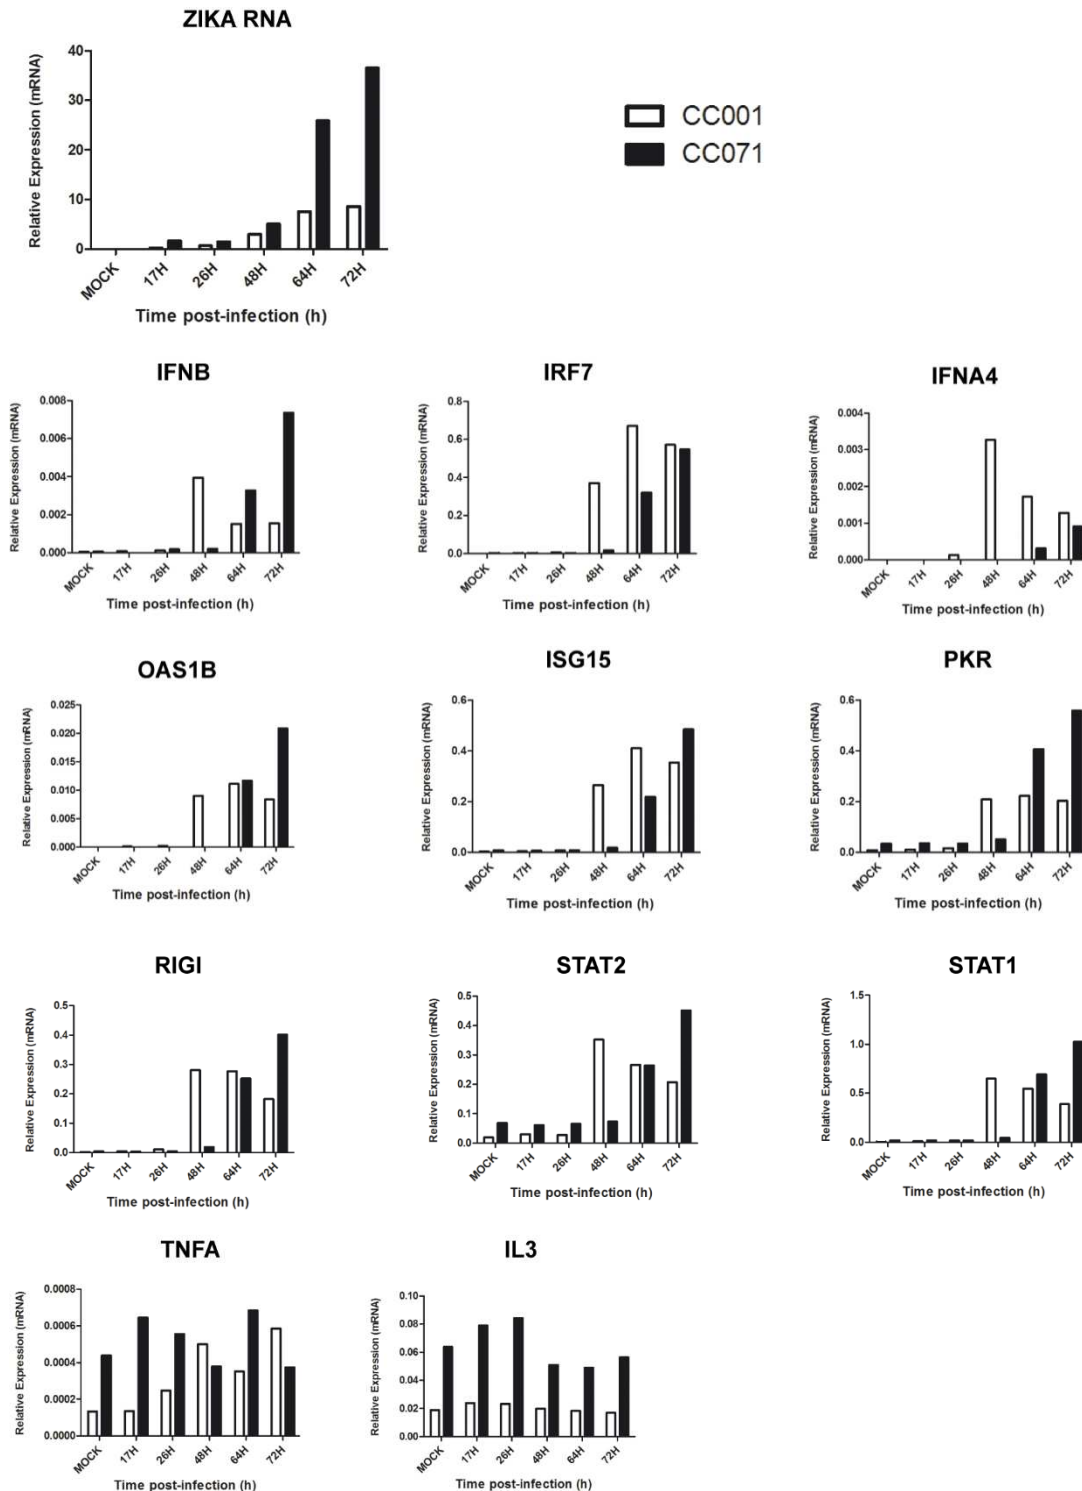 ZIKA RNA
Relative Expression (mRNA)
40
30
20
10
0
MOCK 17H 26H 48H 64H 72H
Time post-infection (h)
CC001
CC071
IFNB
Relative Expression (mRNA)
0.008
0.006
0.004
0.002
0.000
MOCK 17H 26H 48H 64H 72H
Time post-infection (h)
IRF7
Relative Expression (mRNA)
0.8
0.6
0.4
0.2
0.0
MOCK 17H 26H 48H 64H 72H
Time post-infection (h)
IFNA4
Relative Expression (mRNA)
0.004
0.003
0.002
0.001
0.000
MOCK 17H 26H 48H 64H 72H
Time post-infection (h)
OAS1B
Relative Expression (mRNA)
0.025
0.020
0.015
0.010
0.005
0.000
MOCK 17H 26H 48H 64H 72H
Time post-infection (h)
ISG15
Relative Expression (mRNA)
0.6
0.4
0.2
0.0
MOCK 17H 26H 48H 64H 72H
Time post-infection (h)
PKR
Relative Expression (mRNA)
0.6
0.4
0.2
0.0
MOCK 17H 26H 48H 64H 72H
Time post-infection (h)
RIGI
Relative Expression (mRNA)
0.5
0.4
0.3
0.2
0.1
0.0
MOCK 17H 26H 48H 64H 72H
Time post-infection (h)
STAT2
Relative Expression (mRNA)
0.5
0.4
0.3
0.2
0.1
0.0
MOCK 17H 26H 48H 64H 72H
Time post-infection (h)
STAT1
Relative Expression (mRNA)
1.5
1.0
0.5
0.0
MOCK 17H 26H 48H 64H 72H
Time post-infection (h)
TNFA
Relative Expression (mRNA)
0.0008
0.0006
0.0004
0.0002
0.0000
MOCK 17H 26H 48H 64H 72H
Time post-infection (h)
IL3
Relative Expression (mRNA)
0.10
0.08
0.06
0.04
0.02
0.00
MOCK 17H 26H 48H 64H 72H
Time post-infection (h)